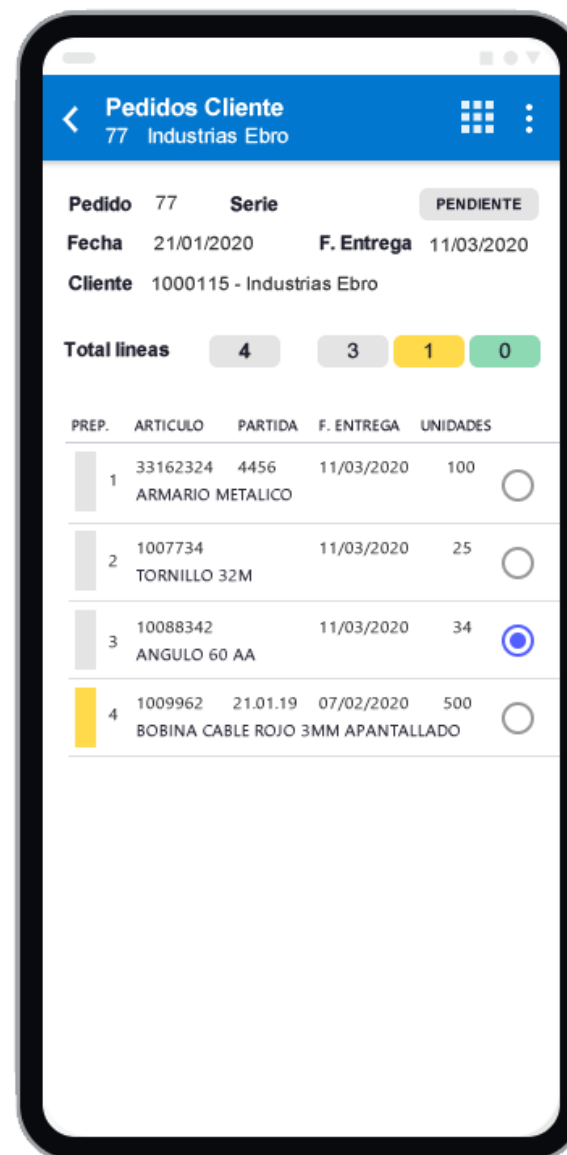 Pedidos Cliente
77 Industrias Ebro
Pedido 77 Serie PENDIENTE
Fecha 21/01/2020 F. Entrega 11/03/2020
Cliente 1000115 - Industrias Ebro
Total lineas 4 3 1 0
PREP. ARTICULO PARTIDA F. ENTREGA UNIDADES
1 33162324 4456 11/03/2020 100
ARMARIO METALICO
2 1007734 11/03/2020 25
TORNILLO 32M
3 10088342 11/03/2020 34
ANGULO 60 AA
4 1009962 21.01.19 07/02/2020 500
BOBINA CABLE ROJO 3MM APANTALLADO